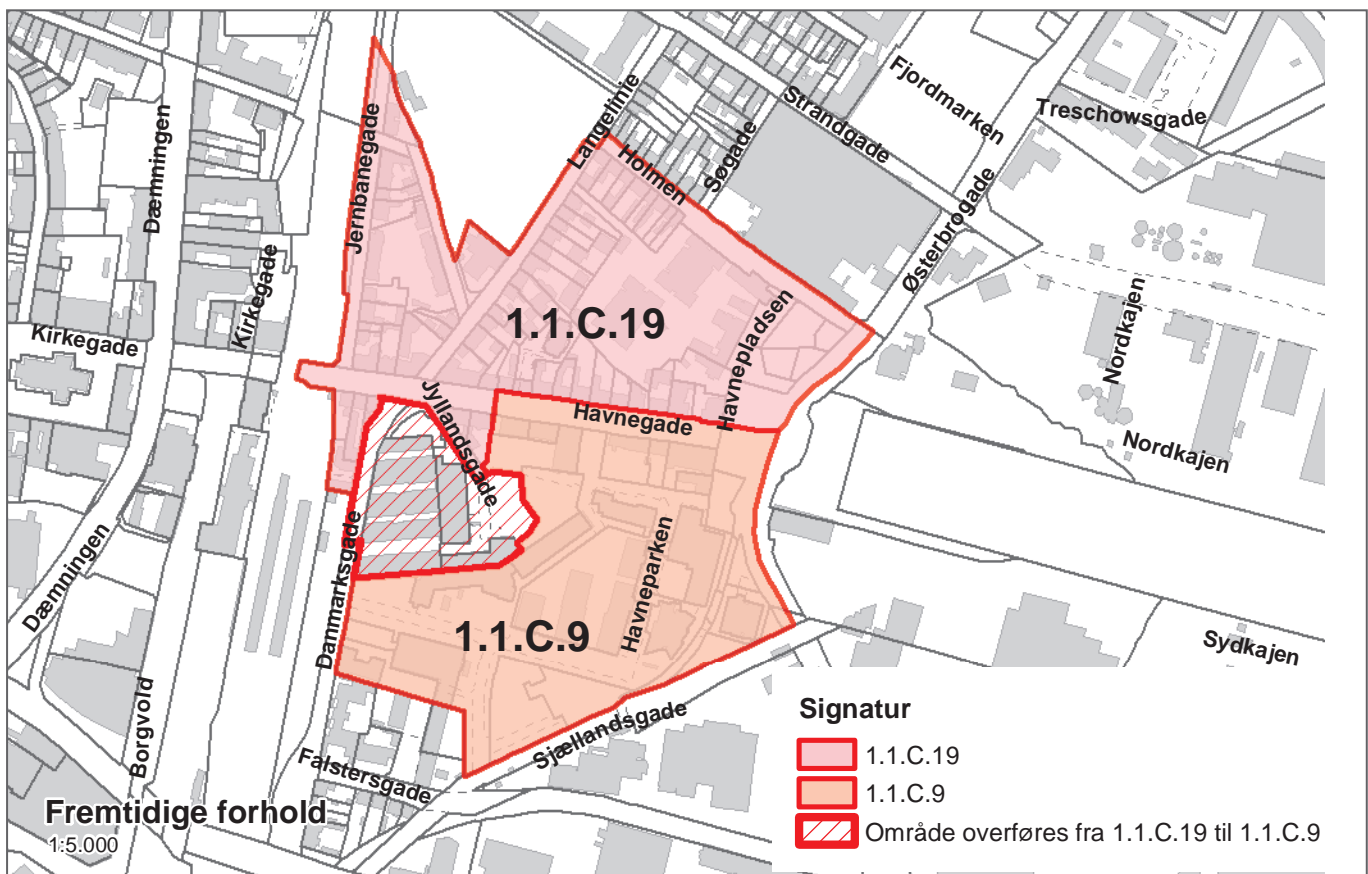 Fjordmarken
Treschowsgade
Strandgade
Langelinie
Søgade
Holmen
Dæmningen
Jernbanegade
Østerbrogade
Kirkegade
Nordkajen
1.1.C.19
Havnepladsen
Kirkegade
Jyllandsgade
Havnegade
Nordkajen
Danmarksgade
Havneparken
Dæmningen
1.1.C.9
Sydkajen
Borgvold
Sjællandsgade
Falstersgade
Fremtidige forhold
1:5.000
Signatur
1.1.C.19
1.1.C.9
Område overføres fra 1.1.C.19 til 1.1.C.9